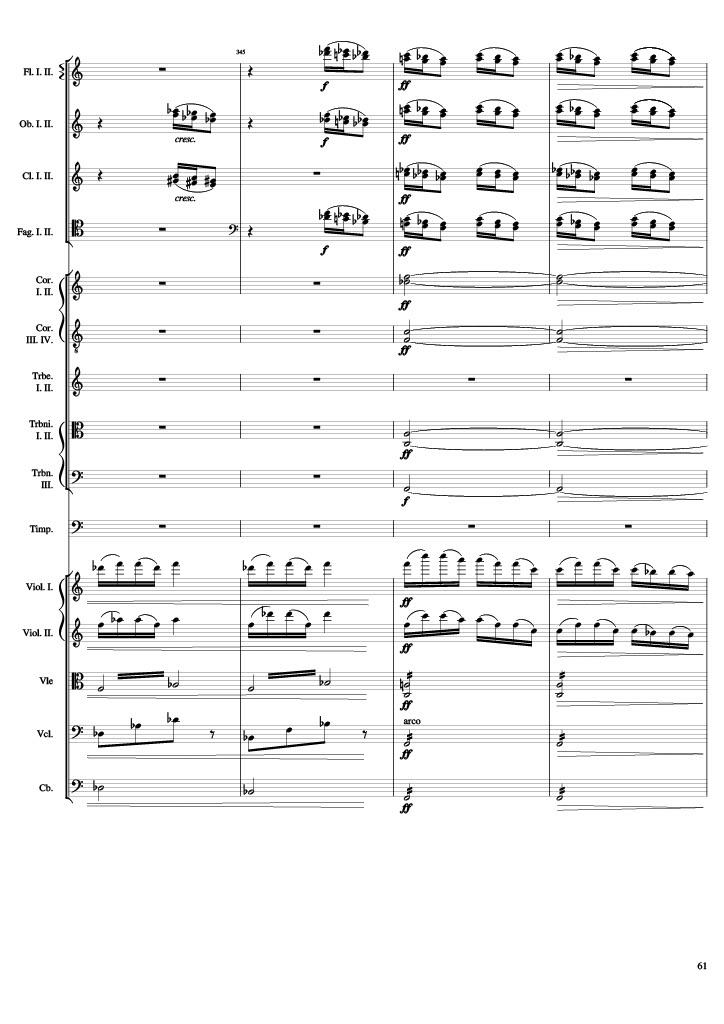 345
Fl. I. II.
f
ff
Ob. I. II.
cresc.
f
ff
Cl. I. II.
cresc.
ff
Fag. I. II.
f
ff
Cor.
I. II.
ff
Cor.
III. IV.
ff
Trbe.
I. II.
Trbni.
I. II.
ff
Trbn.
III.
f
Timp.
Viol. I.
ff
Viol. II.
ff
Vle
ff
arco
Vcl.
ff
Cb.
ff
61